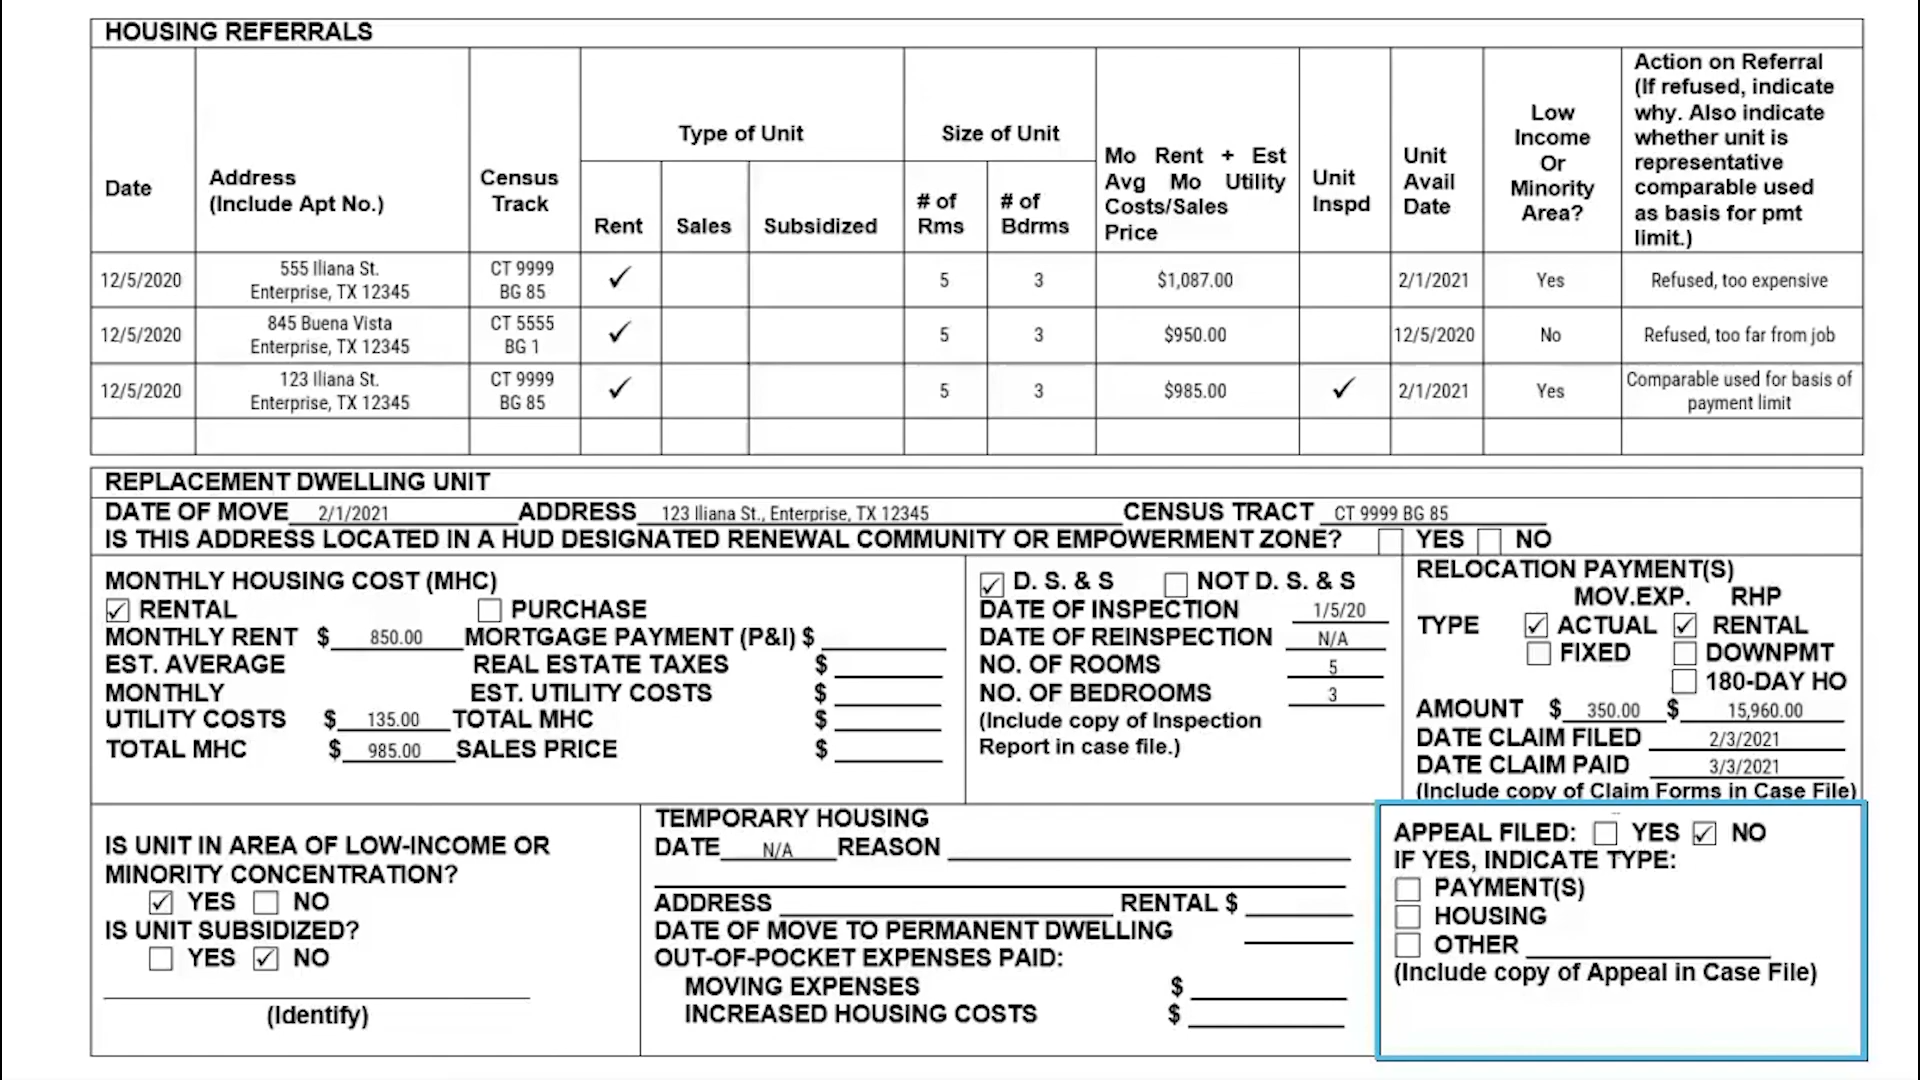 HOUSING REFERRALS
Date
Address
(Include Apt No.)
Census
Track
Type of Unit
Rent
Sales
Subsidized
Size of Unit
# of
Rms
# of
Bdrms
Mo Rent + Est
Avg Mo Utility
Costs/Sales
Price
Unit
Inspd
Unit
Avail
Date
Low
Income
Or
Minority
Area?
Action on Referral
(If refused, indicate
why. Also indicate
whether unit is
representative
comparable used
as basis for pmt
limit.)
12/5/2020
555 Iliana St.
Enterprise, TX 12345
CT 9999
BG 85
✓
5
3
$1,087.00
2/1/2021
Yes
Refused, too expensive
12/5/2020
845 Buena Vista
Enterprise, TX 12345
CT 5555
BG 1
✓
5
3
$950.00
12/5/2020
No
Refused, too far from job
12/5/2020
123 Iliana St.
Enterprise, TX 12345
CT 9999
BG 85
✓
5
3
$985.00
✓
2/1/2021
Yes
Comparable used for basis of
payment limit
REPLACEMENT DWELLING UNIT
DATE OF MOVE 2/1/2021 ADDRESS 123 Iliana St., Enterprise, TX 12345 CENSUS TRACT CT 9999 BG 85
IS THIS ADDRESS LOCATED IN A HUD DESIGNATED RENEWAL COMMUNITY OR EMPOWERMENT ZONE? YES NO
MONTHLY HOUSING COST (MHC)
✓ RENTAL PURCHASE
MONTHLY RENT $ 850.00 MORTGAGE PAYMENT (P&I) $
EST. AVERAGE REAL ESTATE TAXES $
MONTHLY EST. UTILITY COSTS $
UTILITY COSTS $ 135.00 TOTAL MHC $
TOTAL MHC $ 985.00 SALES PRICE $
✓ D. S. & S NOT D. S. & S
DATE OF INSPECTION 1/5/20
DATE OF REINSPECTION N/A
NO. OF ROOMS 5
NO. OF BEDROOMS 3
(Include copy of Inspection
Report in case file.)
RELOCATION PAYMENT(S)
MOV.EXP. RHP
TYPE ✓ ACTUAL ✓ RENTAL
FIXED DOWNPMT
180-DAY HO
AMOUNT $ 350.00 $ 15,960.00
DATE CLAIM FILED 2/3/2021
DATE CLAIM PAID 3/3/2021
(Include copy of Claim Forms in Case File)
IS UNIT IN AREA OF LOW-INCOME OR
MINORITY CONCENTRATION?
✓ YES NO
IS UNIT SUBSIDIZED?
YES ✓ NO
(Identify)
TEMPORARY HOUSING
DATE N/A REASON
ADDRESS RENTAL $
DATE OF MOVE TO PERMANENT DWELLING
OUT-OF-POCKET EXPENSES PAID:
MOVING EXPENSES $
INCREASED HOUSING COSTS $
APPEAL FILED: YES ✓ NO
IF YES, INDICATE TYPE:
PAYMENT(S)
HOUSING
OTHER
(Include copy of Appeal in Case File)